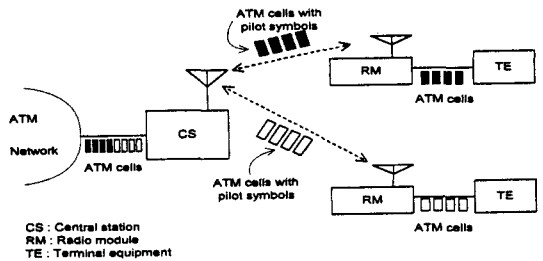 ATM cells with
pilot symbols
RM
TE
ATM cells
ATM
Network
CS
ATM cells
ATM cells with
pilot symbols
RM
TE
ATM cells
CS : Central station
RM : Radio module
TE : Terminal equipment